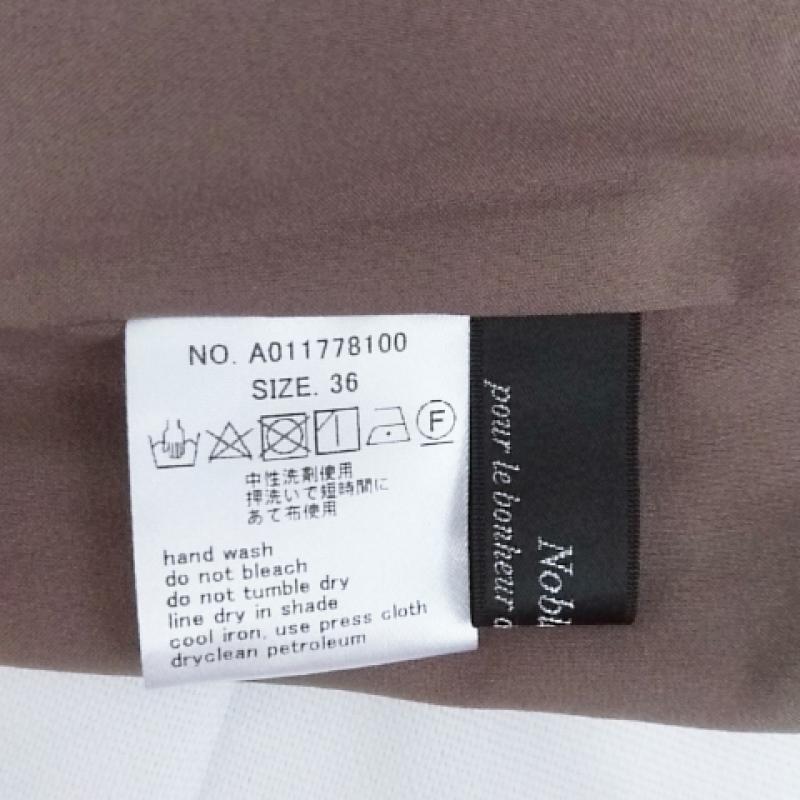 NO. A011778100
SIZE. 36
F
中性洗剤使用
押洗いで短時間に
あて布使用
hand wash
do not bleach
do not tumble dry
line dry in shade
cool iron, use press cloth
dryclean petroleum
pour le bonheur